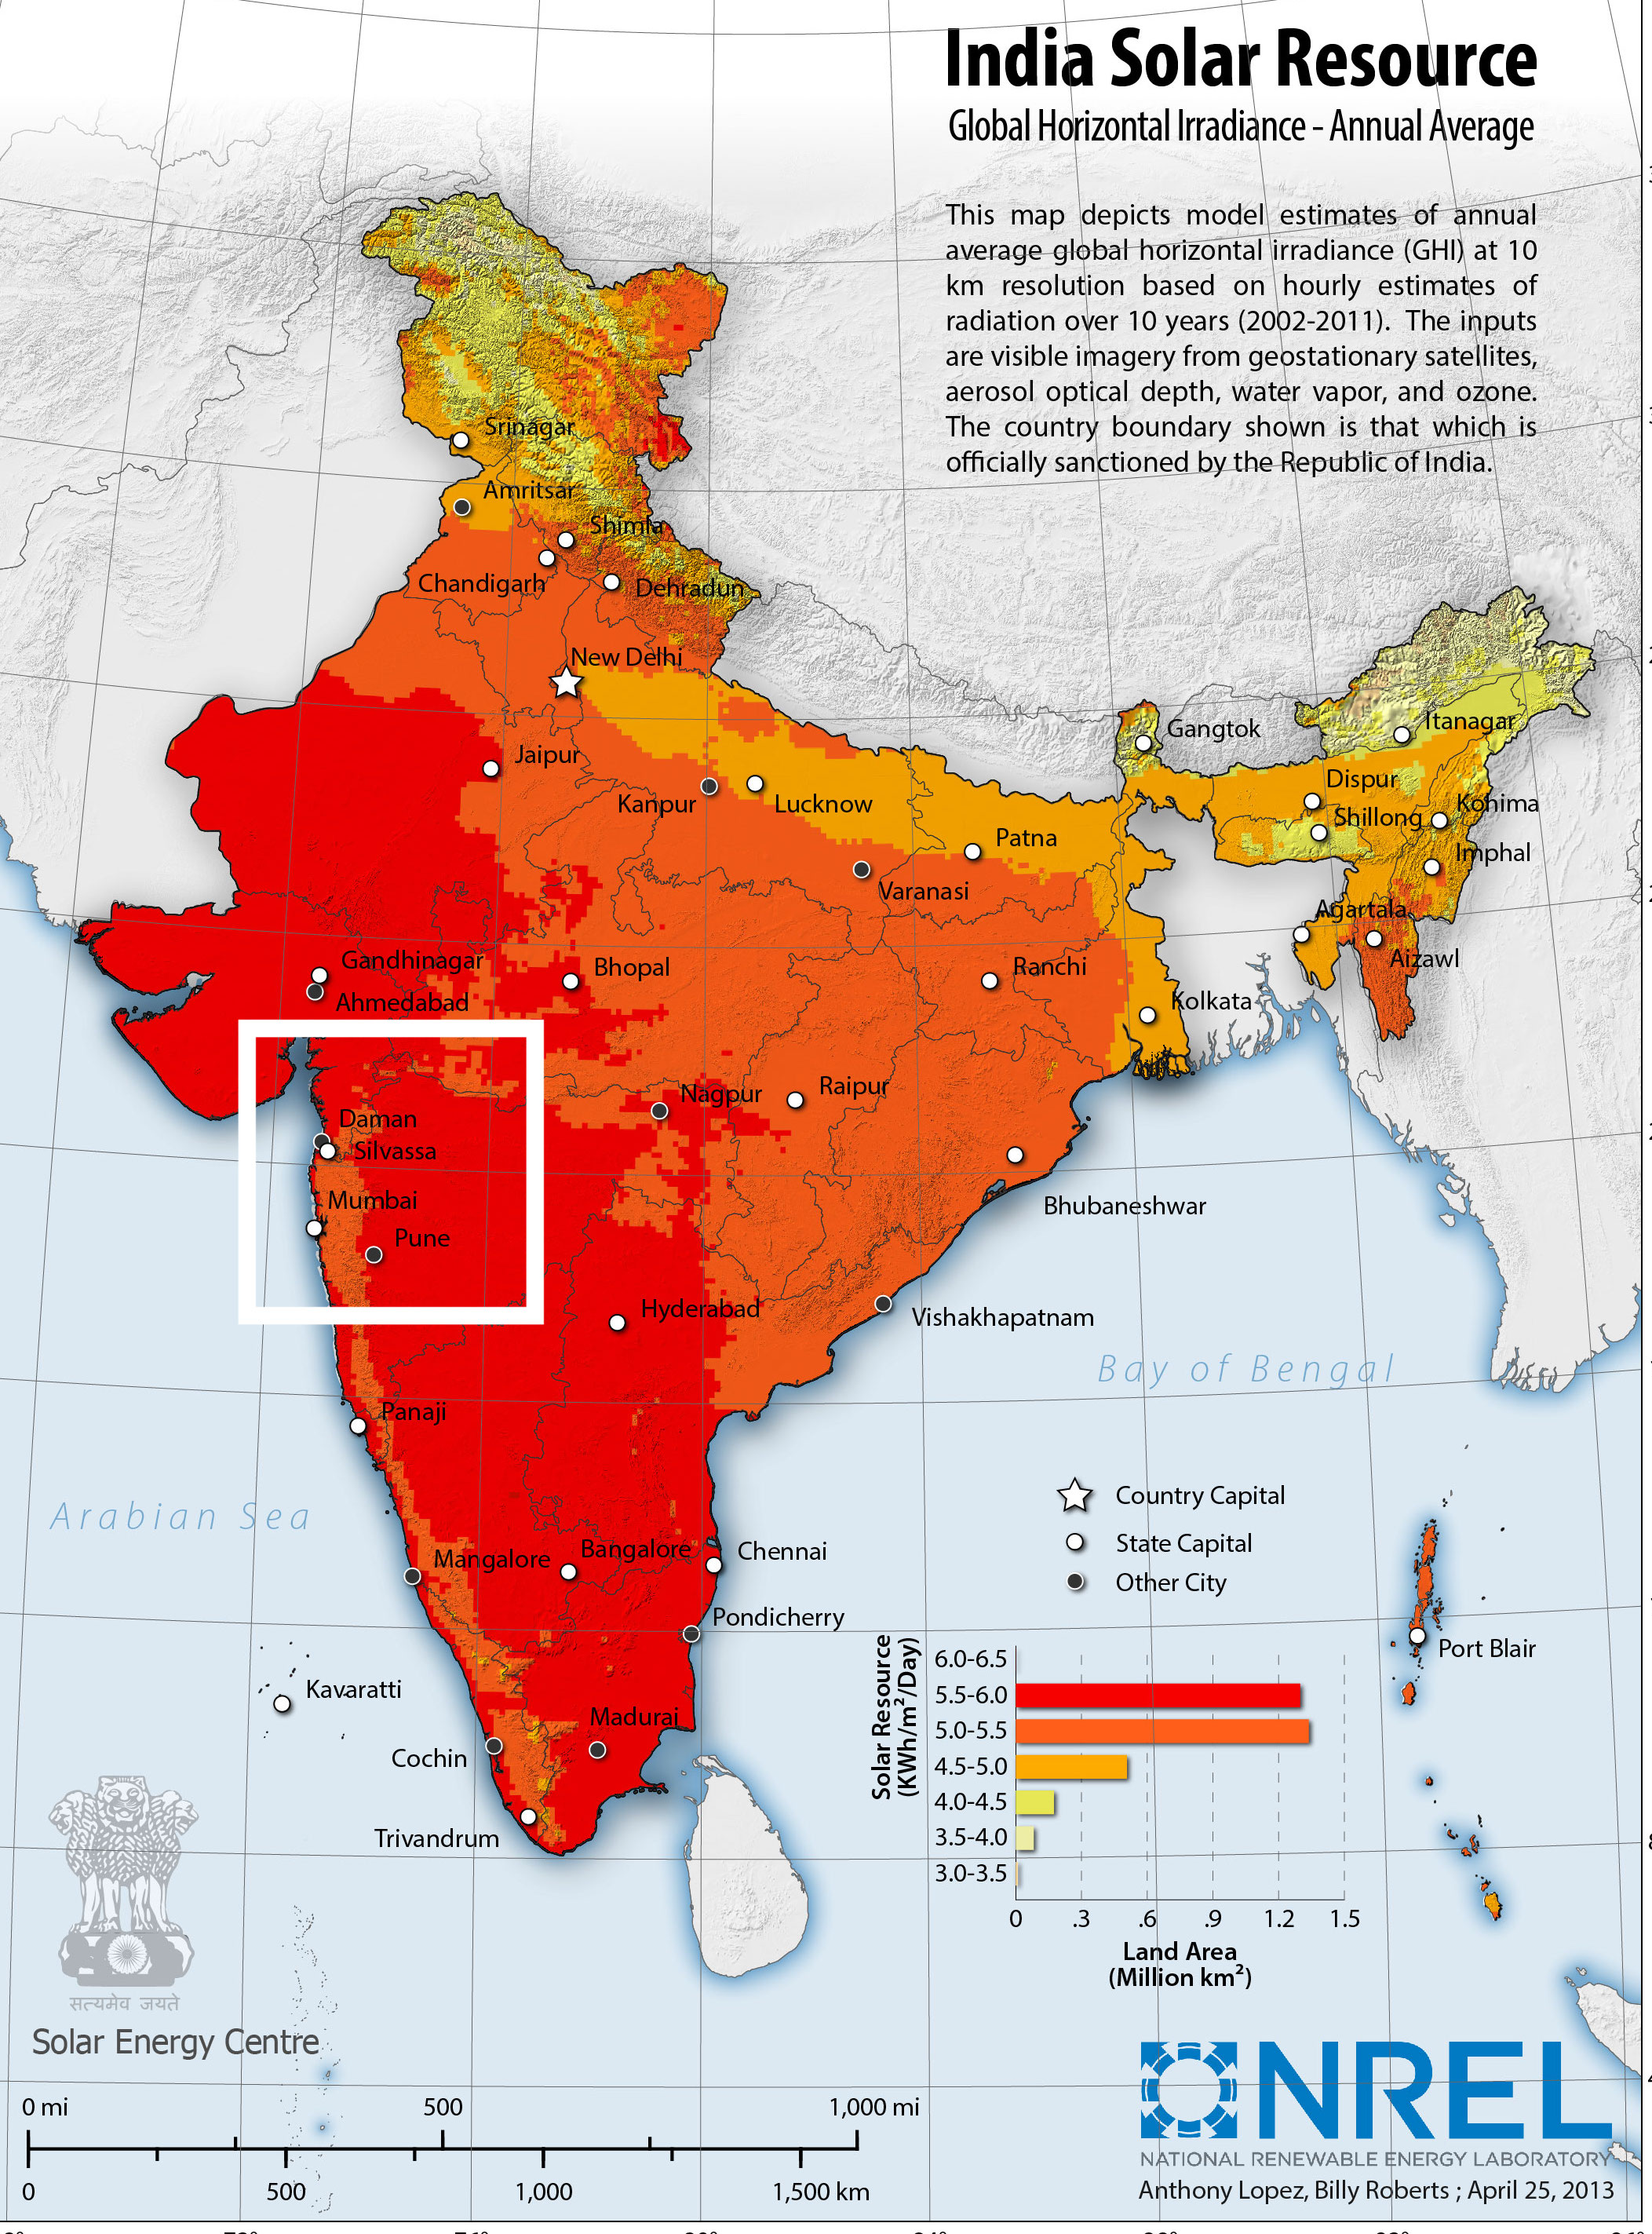 India Solar Resource
Global Horizontal Irradiance - Annual Average
This map depicts model estimates of annual
average global horizontal irradiance (GHI) at 10
km resolution based on hourly estimates of
radiation over 10 years (2002-2011). The inputs
are visible imagery from geostationary satellites,
aerosol optical depth, water vapor, and ozone.
The country boundary shown is that which is
officially sanctioned by the Republic of India.
Srinagar
Amritsar
Shimla
Chandigarh
Dehradun
New Delhi
Jaipur
Kanpur
Lucknow
Patna
Varanasi
Gangtok
Itanagar
Dispur
Kohima
Shillong
Imphal
Agartala
Aizawl
Gandhinagar
Ahmedabad
Bhopal
Ranchi
Kolkata
Nagpur
Raipur
Daman
Silvassa
Mumbai
Pune
Bhubaneshwar
Hyderabad
Vishakhapatnam
Bay of Bengal
Panaji
Arabian Sea
Mangalore
Bangalore
Chennai
Pondicherry
Kavaratti
Madurai
Cochin
Trivandrum
Port Blair
Country Capital
State Capital
Other City
Solar Resource
(KWh/m²/Day)
6.0-6.5
5.5-6.0
5.0-5.5
4.5-5.0
4.0-4.5
3.5-4.0
3.0-3.5
0 .3 .6 .9 1.2 1.5
Land Area
(Million km²)
सत्यमेव जयते
Solar Energy Centre
0 mi 500 1,000 mi
0 500 1,000 1,500 km
NREL
NATIONAL RENEWABLE ENERGY LABORATORY
Anthony Lopez, Billy Roberts ; April 25, 2013